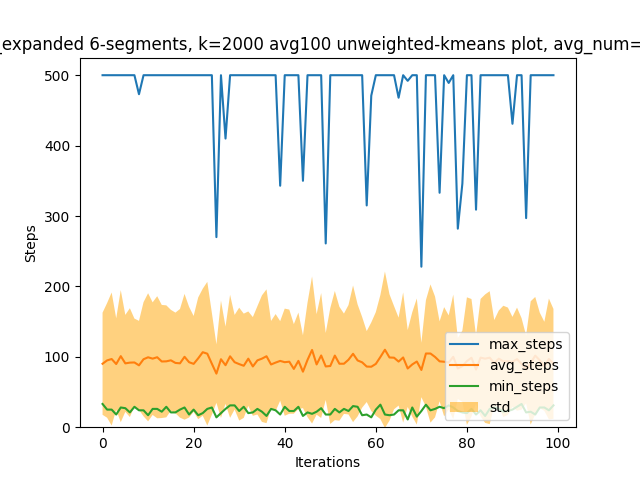 _expanded 6-segments, k=2000 avg100 unweighted-kmeans plot, avg_num=
500
400
300
200
100
0
Steps
0 20 40 60 80 100
Iterations
max_steps
avg_steps
min_steps
std